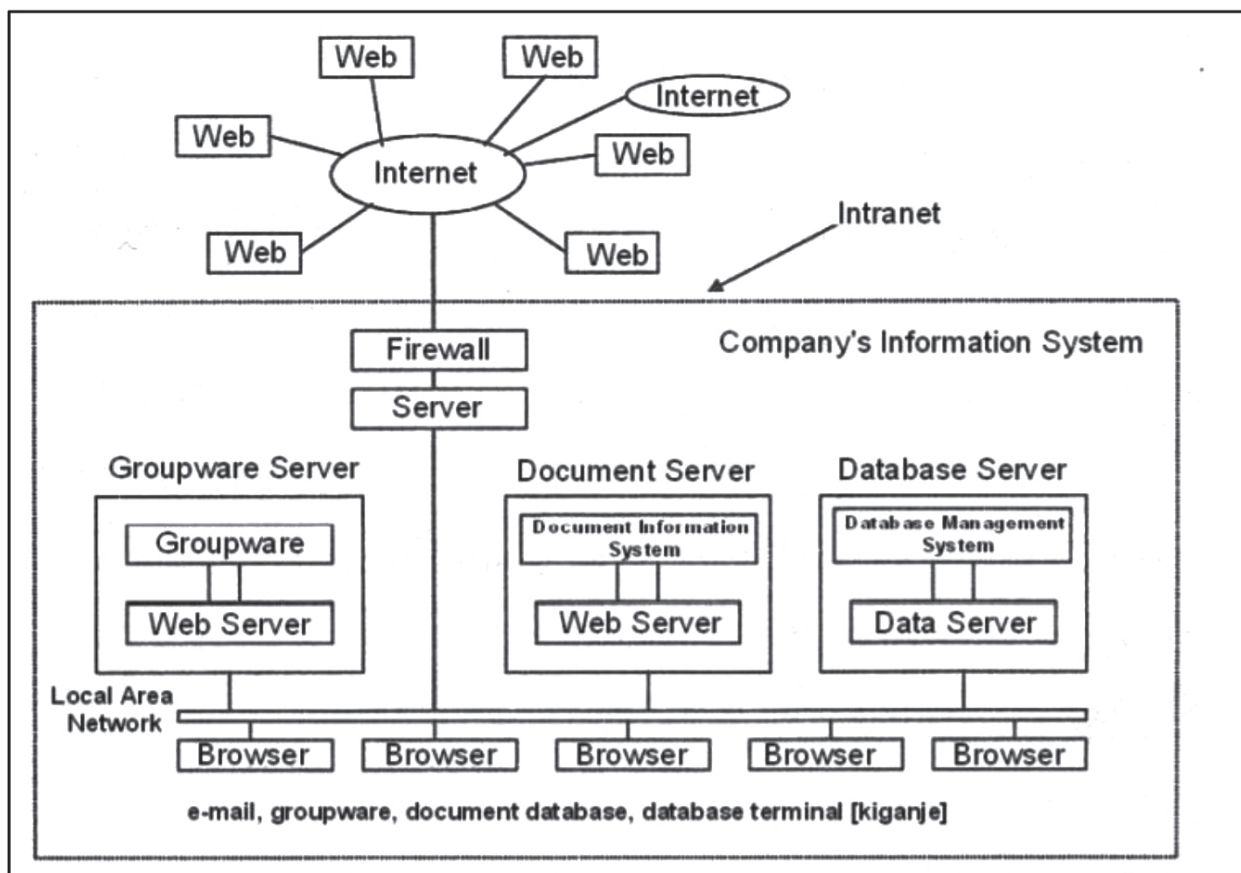 Web
Web
Internet
Web
Internet
Web
Intranet
Web
Web
Firewall
Company's Information System
Server
Groupware Server
Document Server
Database Server
Groupware
Document Information
System
Database Management
System
Web Server
Web Server
Data Server
Local Area
Network
Browser
Browser
Browser
Browser
Browser
e-mail, groupware, document database, database terminal [kiganje]